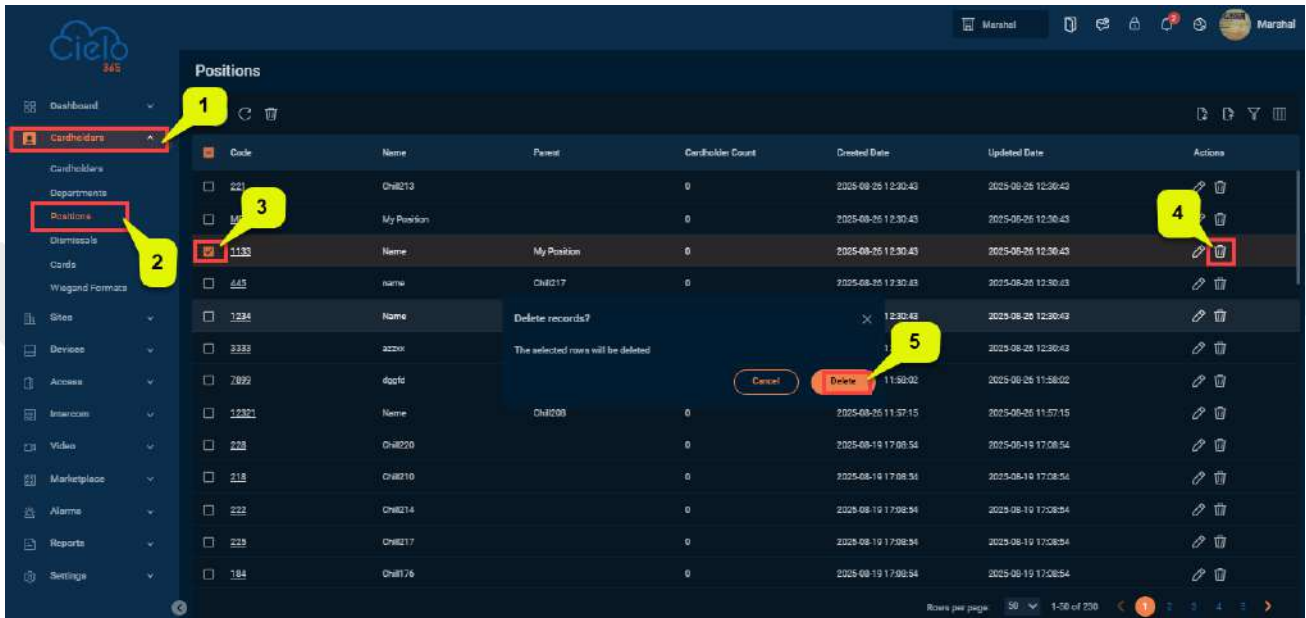 Marshal Marshal
Cielo
365
Positions
Dashboard
1
Cardholders
Code Name Parent Cardholder Count Created Date Updated Date Actions
Cardholders
Departments
Positions
Dismissals
Cards
Wiegand Formats
2
3
4
221 Chill213 0 2025-08-26 12:30:43 2025-08-26 12:30:43
My Position 0 2025-08-26 12:30:43 2025-08-26 12:30:43
1133 Name My Position 0 2025-08-26 12:30:43 2025-08-26 12:30:43
445 name Chill217 0 2025-08-26 12:30:43 2025-08-26 12:30:43
Sites
1234 Name 12:30:43 2025-08-26 12:30:43
Delete records?
Devices
3333 azzxx 2025-08-26 12:30:43
The selected rows will be deleted
5
Access
7899 dggfd 11:58:02 2025-08-26 11:58:02
Cancel Delete
Intercom
12321 Name Chill208 0 2025-08-26 11:57:15 2025-08-26 11:57:15
Video
228 Chill220 0 2025-08-19 17:08:54 2025-08-19 17:08:54
Marketplace
218 Chill210 0 2025-08-19 17:08:54 2025-08-19 17:08:54
Alarms
222 Chill214 0 2025-08-19 17:08:54 2025-08-19 17:08:54
Reports
225 Chill217 0 2025-08-19 17:08:54 2025-08-19 17:08:54
Settings
184 Chill176 0 2025-08-19 17:08:54 2025-08-19 17:08:54
Rows per page: 50 1-50 of 230 1 2 3 4 5